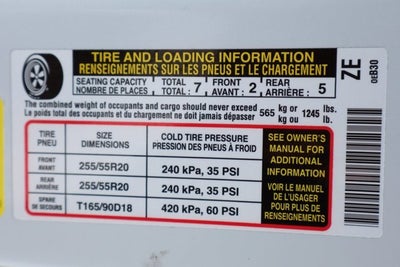 TIRE AND LOADING INFORMATION
RENSEIGNEMENTS SUR LES PNEUS ET LE CHARGEMENT
SEATING CAPACITY TOTAL : 7 FRONT 2 REAR 5
NOMBRE DE PLACES TOTAL : AVANT : ARRIÈRE :
The combined weight of occupants and cargo should never exceed 565 kg or 1245 lbs.
Le poids total des occupants et du chargement ne doit jamais dépasser kg ou lb.
TIRE SIZE COLD TIRE PRESSURE
PNEU DIMENSIONS PRESSION DES PNEUS À FROID
FRONT
AVANT 255/55R20 240 kPa, 35 PSI
REAR
ARRIÈRE 255/55R20 240 kPa, 35 PSI
SPARE
DE SECOURS T165/90D18 420 kPa, 60 PSI
SEE OWNER'S
MANUAL FOR
ADDITIONAL
INFORMATION
VOIR LE MANUEL
DE L'USAGER
POUR PLUS DE
RENSEIGNEMENTS
ZE
0EB30